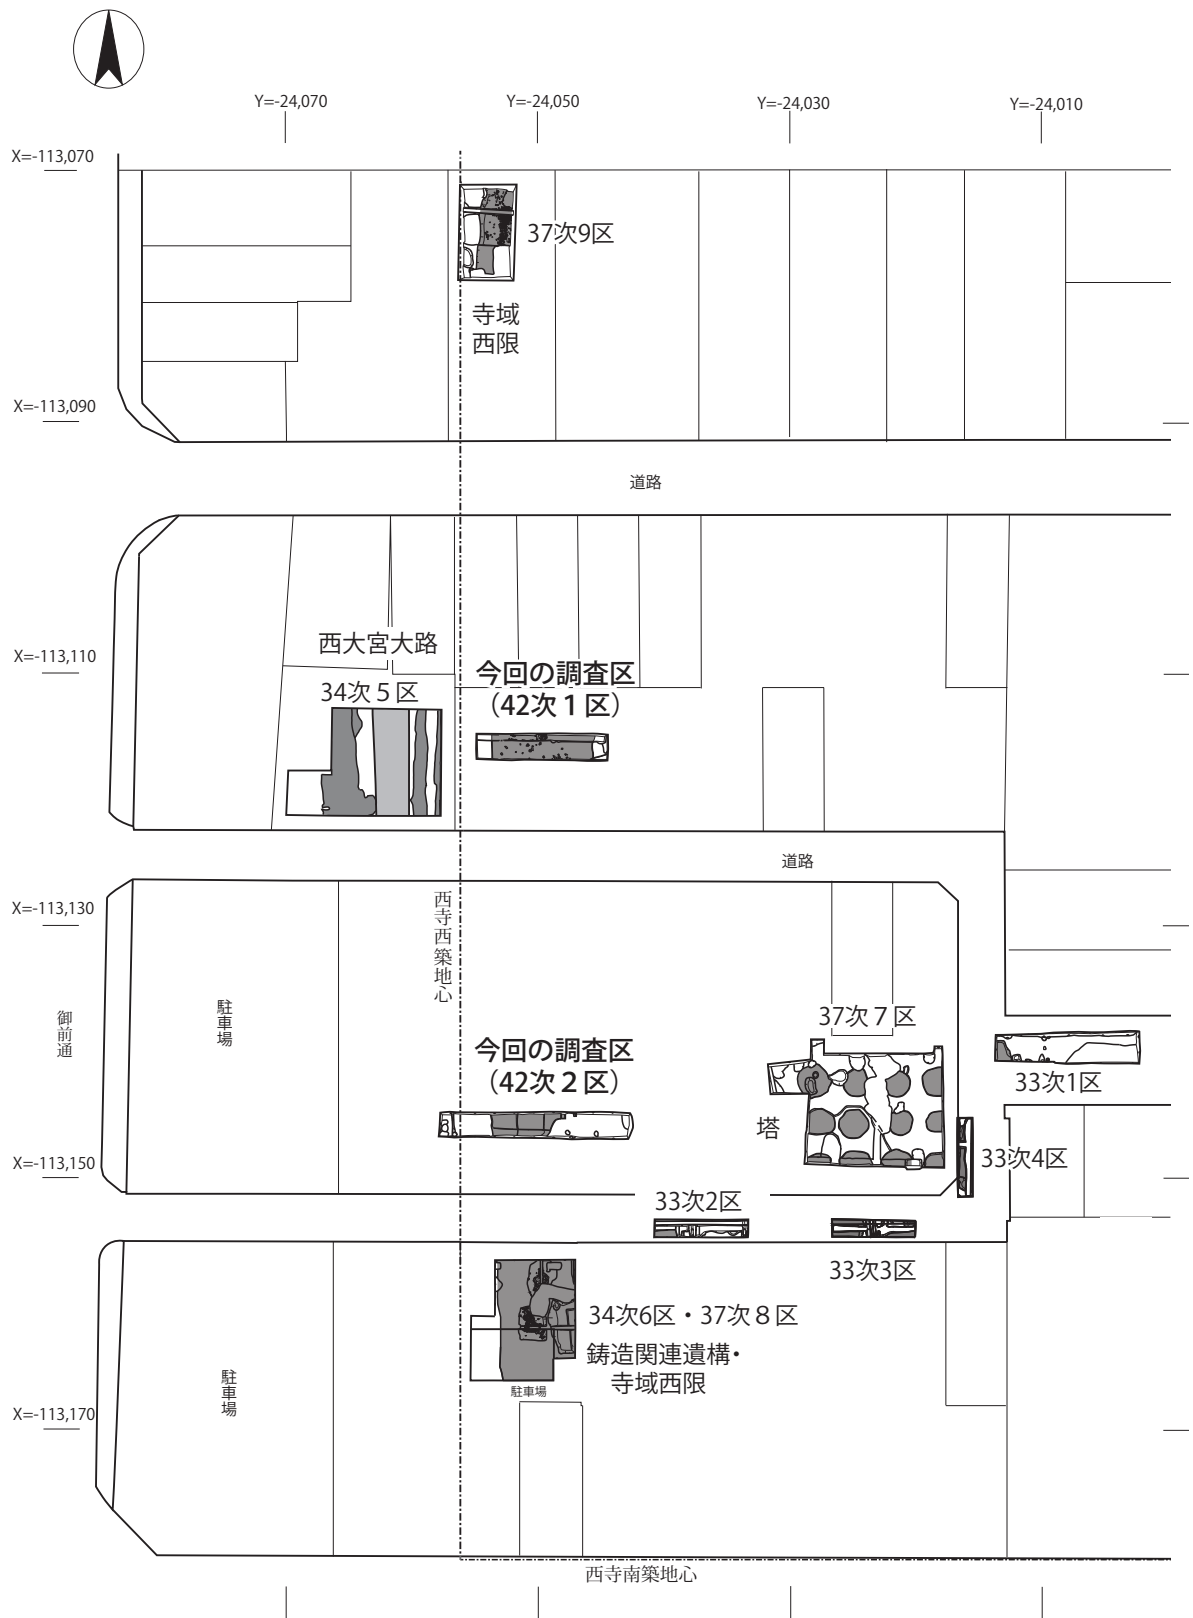 Y=-24,070
Y=-24,050
Y=-24,030
Y=-24,010
X=-113,070
37次9区
寺域
西限
X=-113,090
道路
西大宮大路
X=-113,110
34次5区
今回の調査区
（42次1区）
道路
X=-113,130
西寺西築地心
駐車場
御前通
37次7区
今回の調査区
（42次2区）
33次1区
塔
33次4区
X=-113,150
33次2区
33次3区
34次6区・37次8区
鋳造関連遺構・
寺域西限
駐車場
駐車場
X=-113,170
西寺南築地心